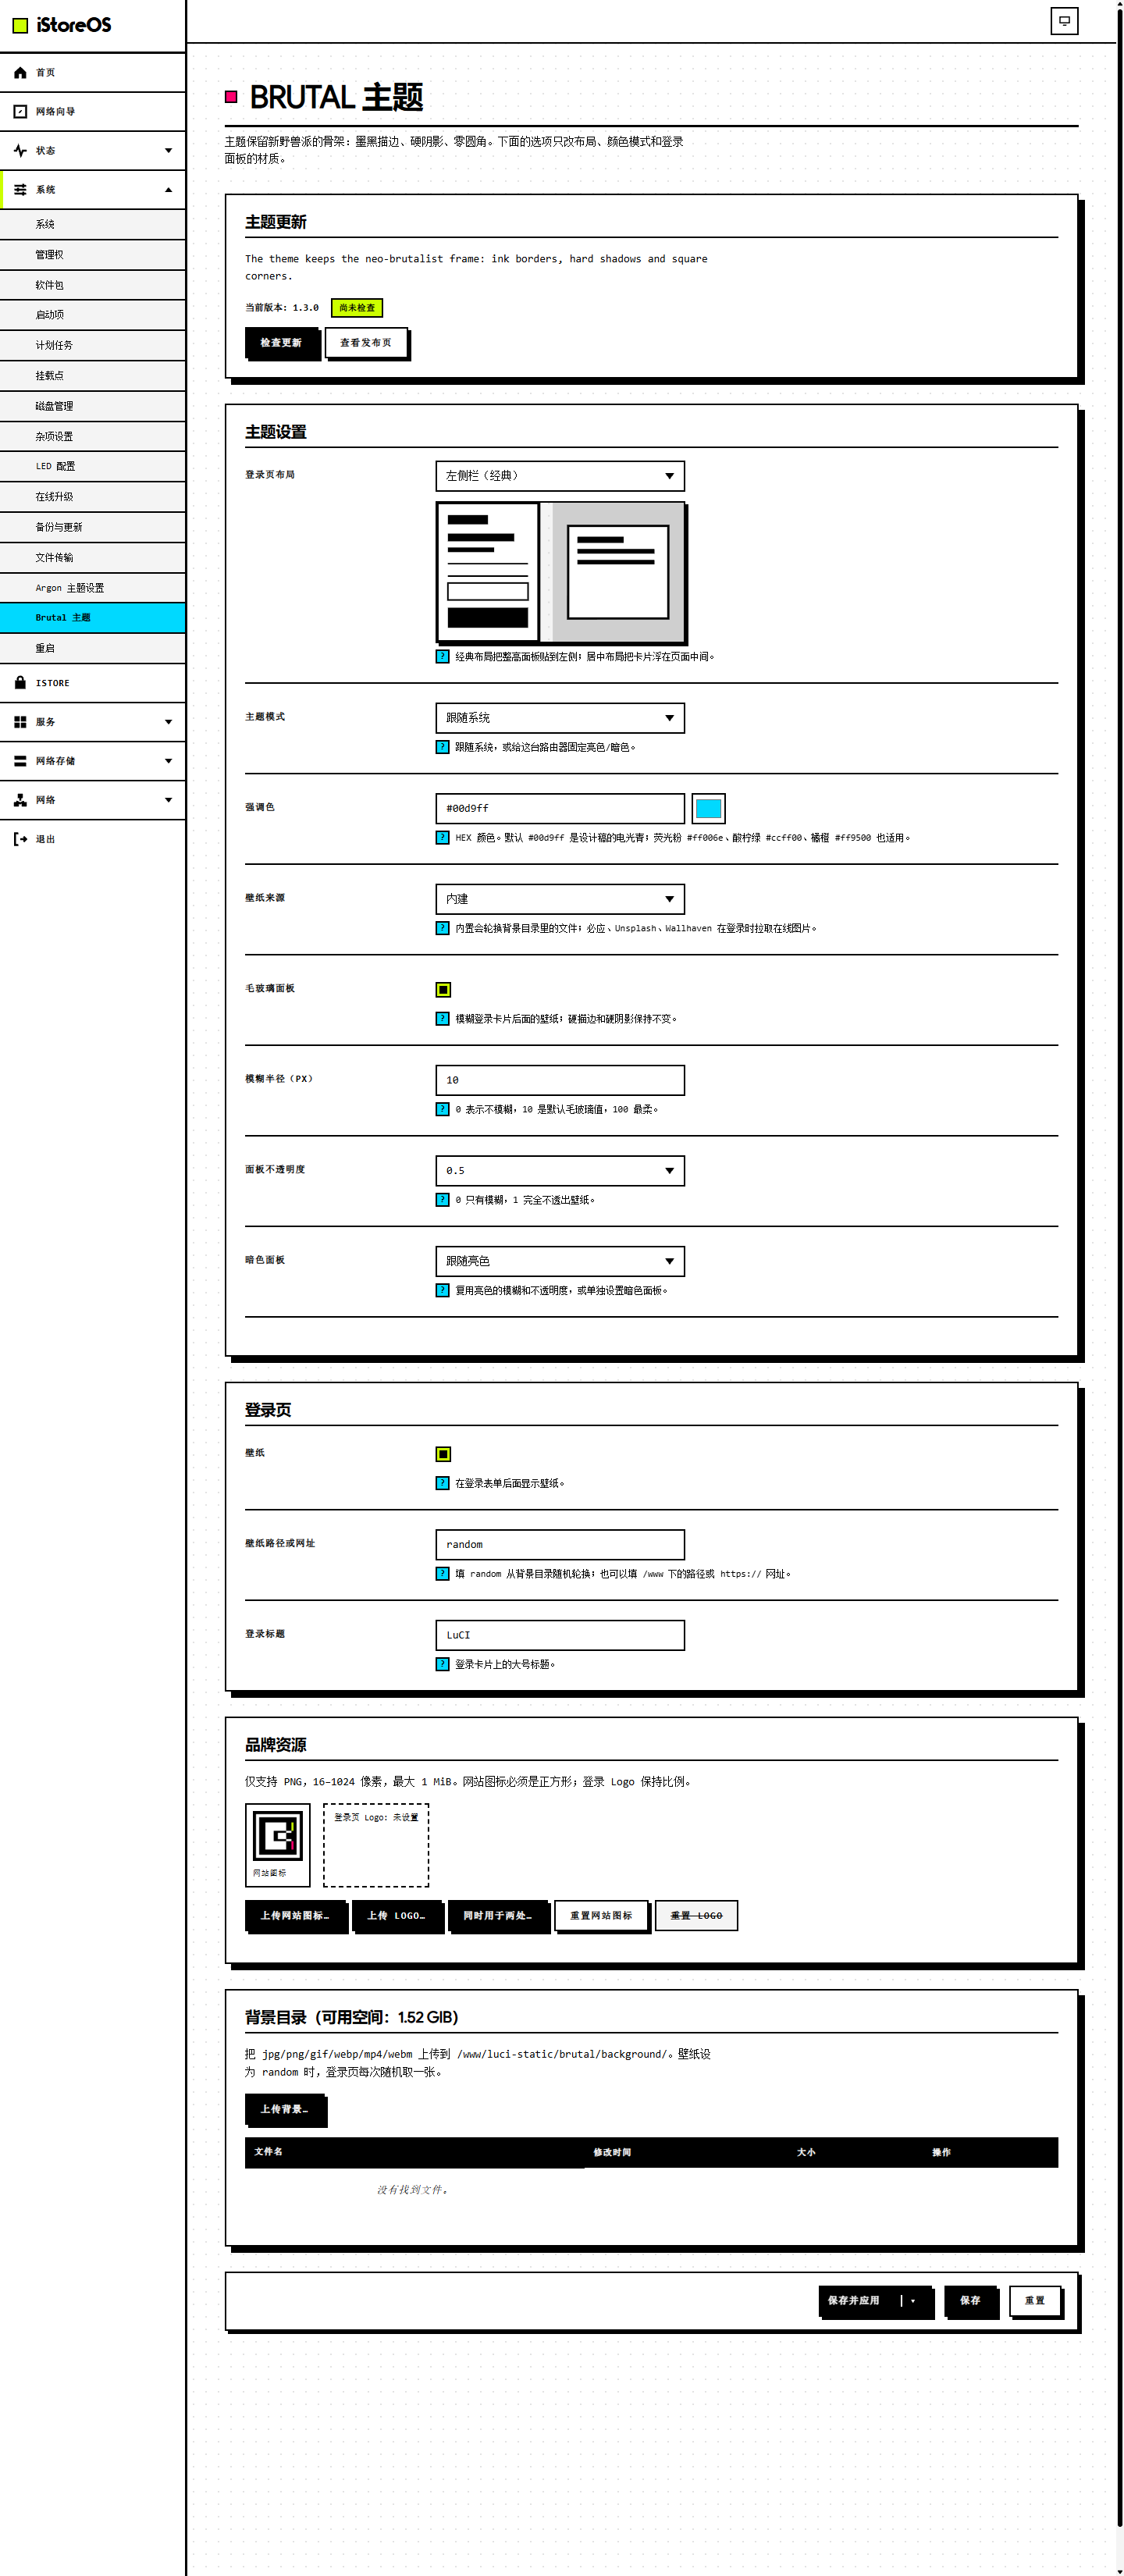 iStoreOS
首页
网络向导
状态
系统
系统
管理权
软件包
启动项
计划任务
挂载点
磁盘管理
杂项设置
LED 配置
在线升级
备份与更新
文件传输
Argon 主题设置
Brutal 主题
重启
ISTORE
服务
网络存储
网络
退出
BRUTAL 主题
主题保留新野兽派的骨架：墨黑描边、硬阴影、零圆角。下面的选项只改布局、颜色模式和登录
面板的材质。
主题更新
The theme keeps the neo-brutalist frame: ink borders, hard shadows and square
corners.
当前版本: 1.3.0 尚未检查
检查更新 查看发布页
主题设置
登录页布局 左侧栏（经典）
? 经典布局把整高面板贴到左侧；居中布局把卡片浮在页面中间。
主题模式 跟随系统
? 跟随系统，或给这台路由器固定亮色/暗色。
强调色 #00d9ff
? HEX 颜色。默认 #00d9ff 是设计稿的电光青；荧光粉 #ff006e、酸柠绿 #ccff00、橘橙 #ff9500 也适用。
壁纸来源 内建
? 内置会轮换背景目录里的文件；必应、Unsplash、Wallhaven 在登录时拉取在线图片。
毛玻璃面板
? 模糊登录卡片后面的壁纸；硬描边和硬阴影保持不变。
模糊半径（PX） 10
? 0 表示不模糊，10 是默认毛玻璃值，100 最柔。
面板不透明度 0.5
? 0 只有模糊，1 完全不透出壁纸。
暗色面板 跟随亮色
? 复用亮色的模糊和不透明度，或单独设置暗色面板。
登录页
壁纸
? 在登录表单后面显示壁纸。
壁纸路径或网址 random
? 填 random 从背景目录随机轮换；也可以填 /www 下的路径或 https:// 网址。
登录标题 LuCI
? 登录卡片上的大号标题。
品牌资源
仅支持 PNG，16–1024 像素，最大 1 MiB。网站图标必须是正方形；登录 Logo 保持比例。
登录页 Logo: 未设置
网站图标
上传网站图标… 上传 LOGO… 同时用于两处… 重置网站图标 重置 LOGO
背景目录（可用空间：1.52 GIB）
把 jpg/png/gif/webp/mp4/webm 上传到 /www/luci-static/brutal/background/。壁纸设
为 random 时，登录页每次随机取一张。
上传背景…
文件名 修改时间 大小 操作
没有找到文件。
保存并应用 保存 重置